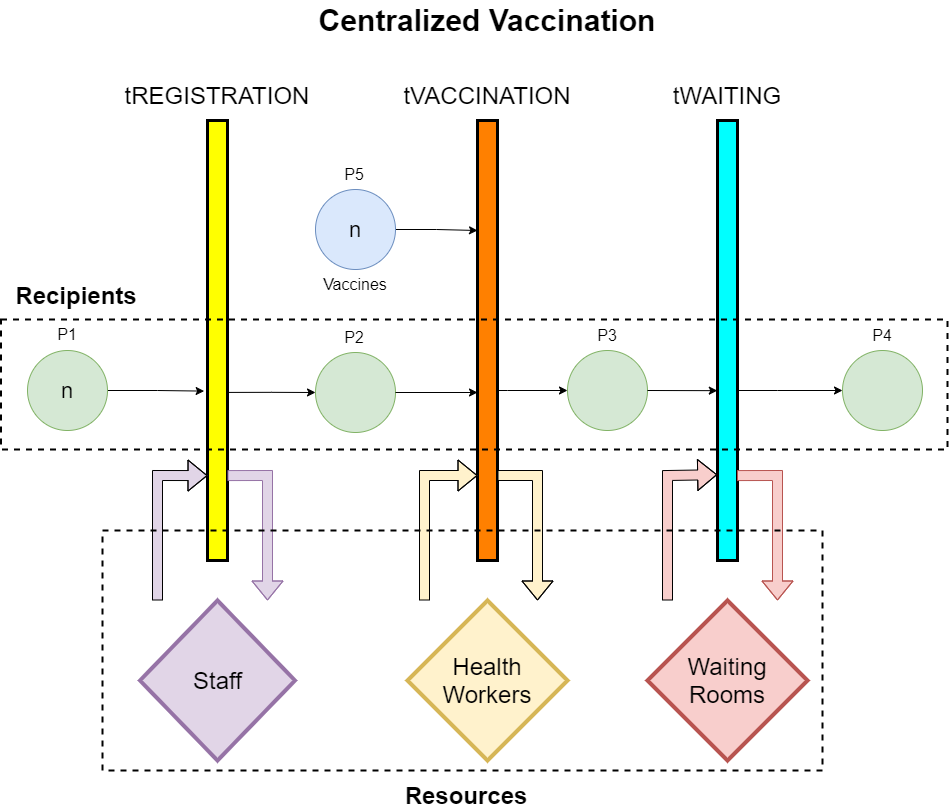 Centralized Vaccination
tREGISTRATION
tVACCINATION
tWAITING
P5
n
Vaccines
Recipients
P1
P2
P3
P4
n
Staff
Health
Workers
Waiting
Rooms
Resources